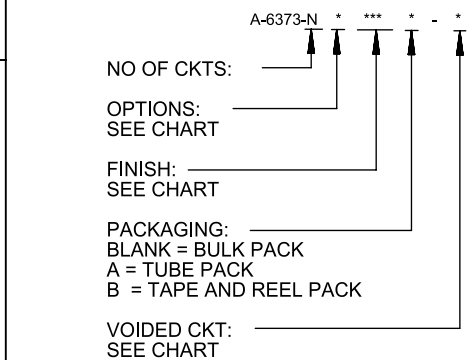 A-6373-N * *** * - *
NO OF CKTS:
OPTIONS:
SEE CHART
FINISH:
SEE CHART
PACKAGING:
BLANK = BULK PACK
A = TUBE PACK
B = TAPE AND REEL PACK
VOIDED CKT:
SEE CHART